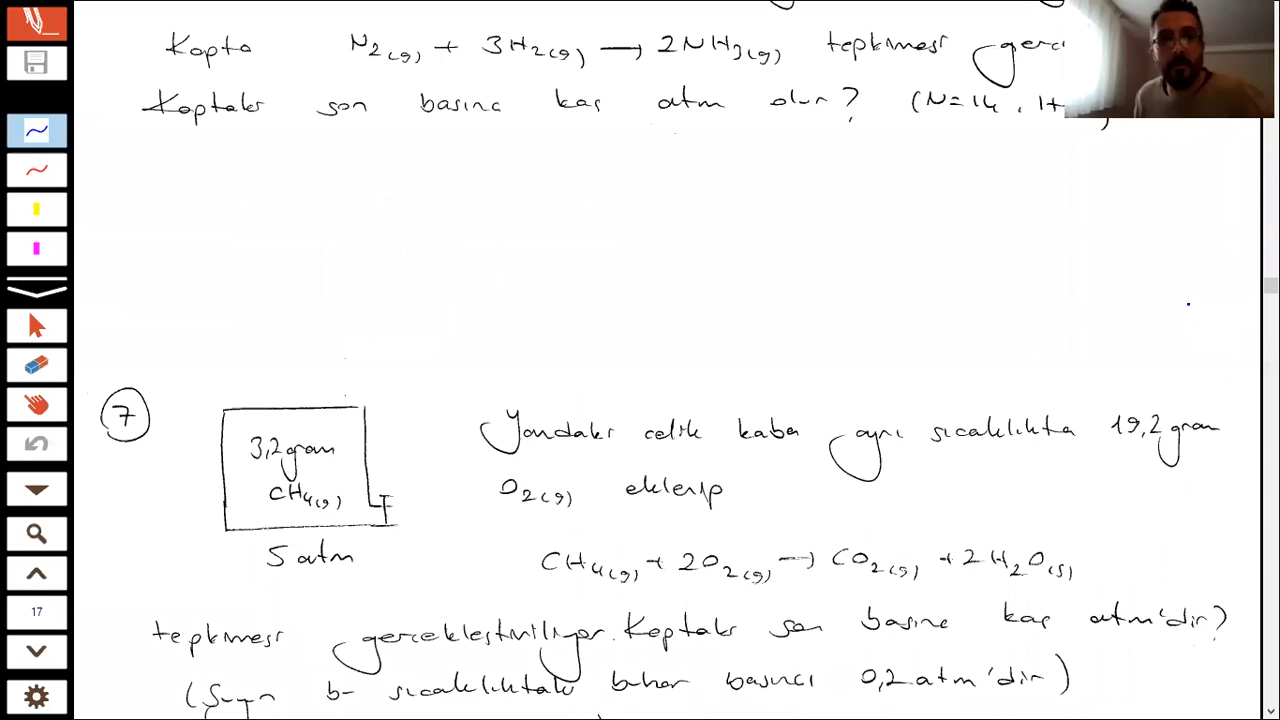 Kapta N2(g) + 3H2(g) → 2NH3(g) tepkimesi
Kaptaki son basınç kaç atm olur? (N=14,
7
3,2 gram
CH4(g)
5 atm
Yandaki çelik kaba aynı sıcaklıkta 19,2 gram
O2(g) eklenip
CH4(g) + 2O2(g) → CO2(g) + 2H2O(s)
tepkimesi gerçekleştiriliyor. Kaptaki son basınç kaç atm'dir?
(Suyun bu sıcaklıktaki buhar basıncı 0,2 atm'dir)
17